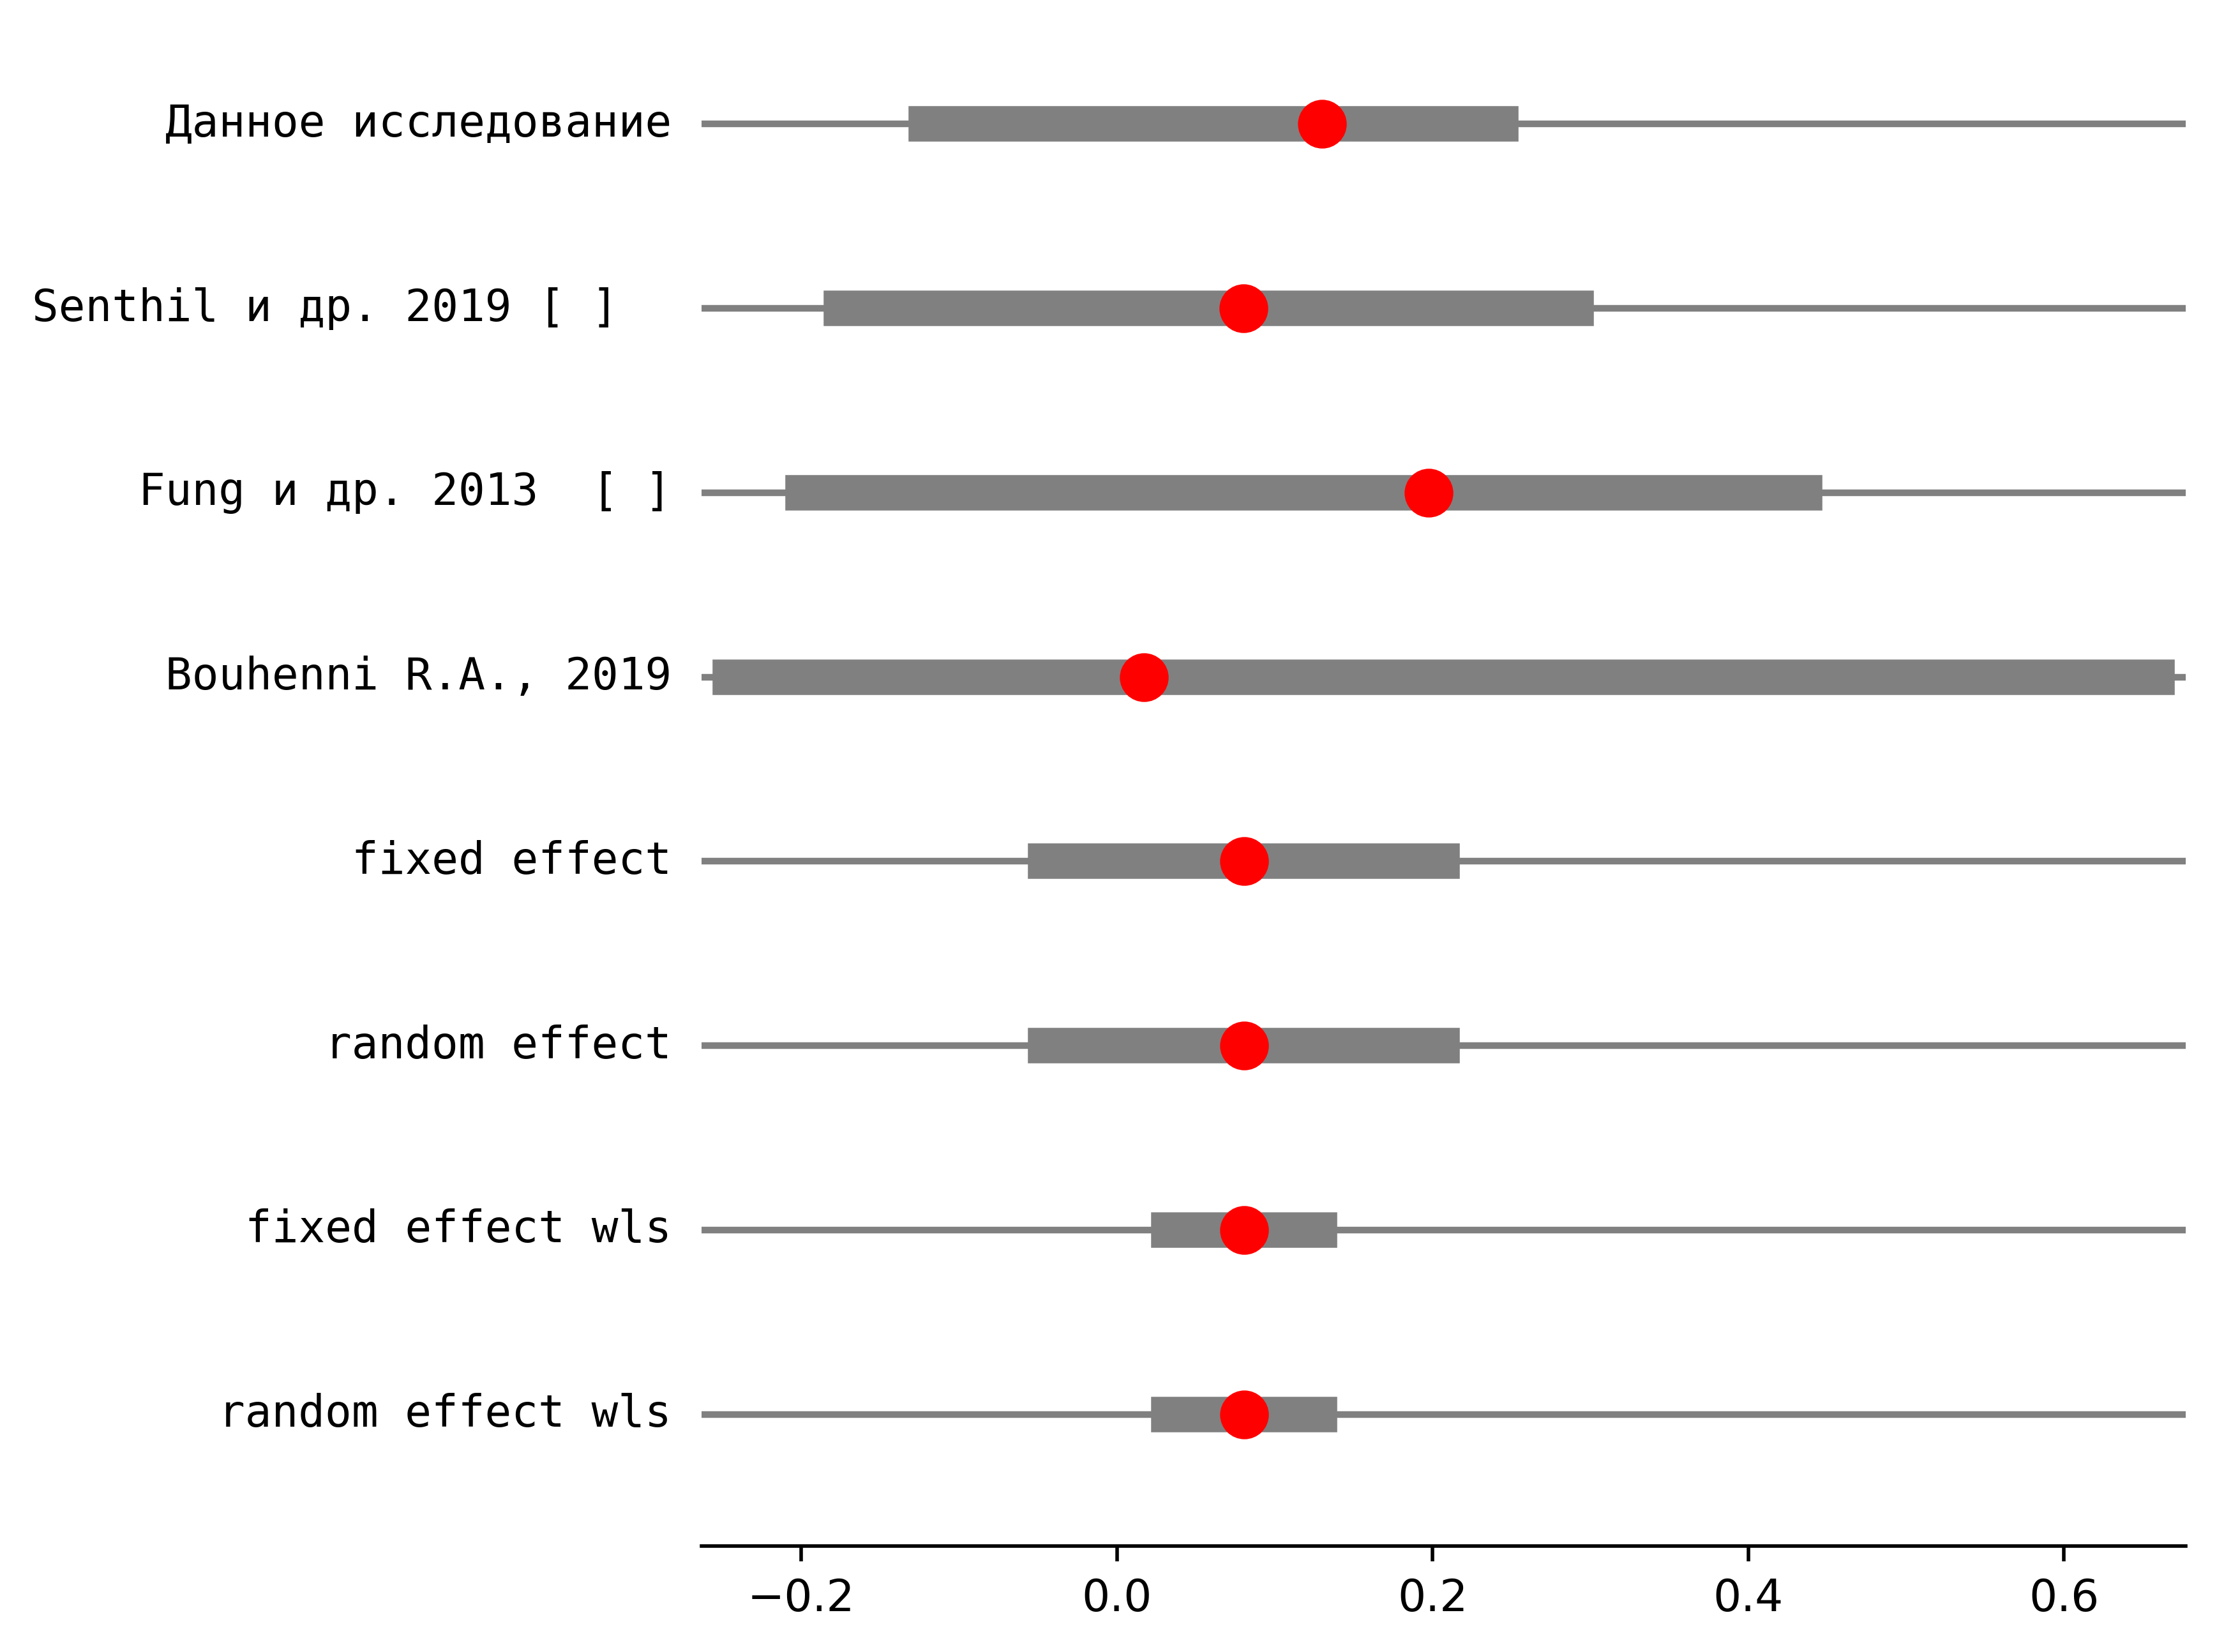 Данное исследование
Senthil и др. 2019 [ ]
Fung и др. 2013  [ ]
Bouhenni R.A., 2019
fixed effect
random effect
fixed effect wls
random effect wls
−0.2 0.0 0.2 0.4 0.6